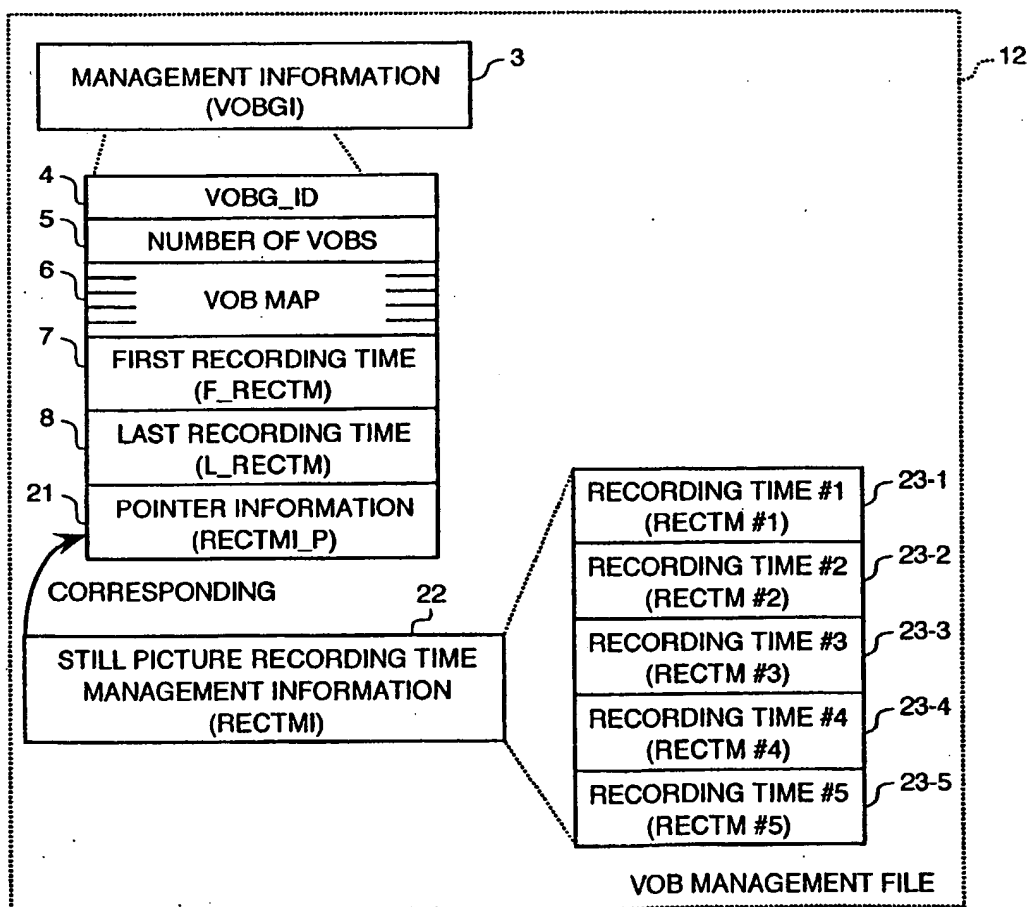 MANAGEMENT INFORMATION
(VOBGI)
3
12
4
VOBG_ID
5
NUMBER OF VOBS
6
VOB MAP
7
FIRST RECORDING TIME
(F_RECTM)
8
LAST RECORDING TIME
(L_RECTM)
21
POINTER INFORMATION
(RECTMI_P)
CORRESPONDING
22
STILL PICTURE RECORDING TIME
MANAGEMENT INFORMATION
(RECTMI)
RECORDING TIME #1
(RECTM #1)
23-1
RECORDING TIME #2
(RECTM #2)
23-2
RECORDING TIME #3
(RECTM #3)
23-3
RECORDING TIME #4
(RECTM #4)
23-4
RECORDING TIME #5
(RECTM #5)
23-5
VOB MANAGEMENT FILE